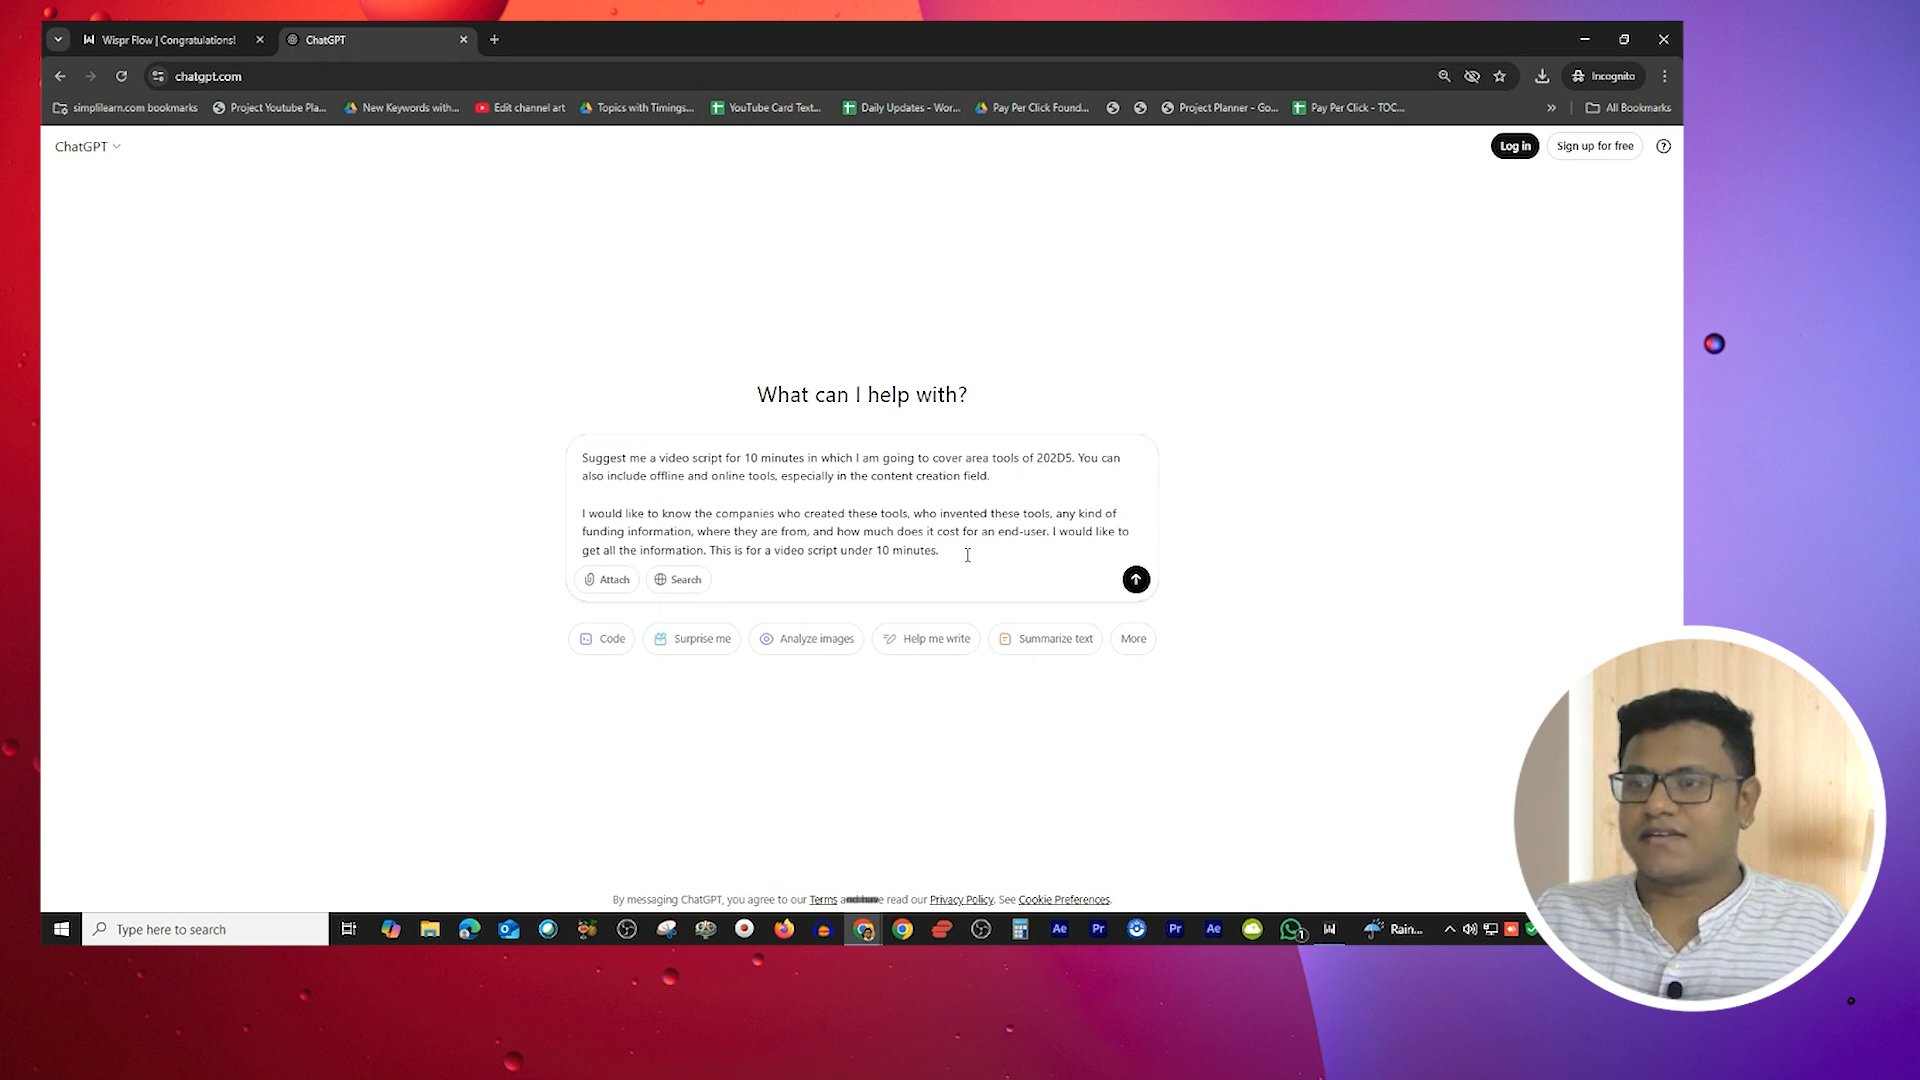 Wispr Flow | Congratulations!
ChatGPT
chatgpt.com
Incognito
simplilearn.com bookmarks
Project Youtube Pla...
New Keywords with...
Edit channel art
Topics with Timings...
YouTube Card Text...
Daily Updates - Wor...
Pay Per Click Found...
Project Planner - Go...
Pay Per Click - TOC...
All Bookmarks
ChatGPT
Log in
Sign up for free
What can I help with?
Suggest me a video script for 10 minutes in which I am going to cover area tools of 202D5. You can
also include offline and online tools, especially in the content creation field.
I would like to know the companies who created these tools, who invented these tools, any kind of
funding information, where they are from, and how much does it cost for an end-user. I would like to
get all the information. This is for a video script under 10 minutes.
Attach
Search
Code
Surprise me
Analyze images
Help me write
Summarize text
More
By messaging ChatGPT, you agree to our Terms and have read our Privacy Policy. See Cookie Preferences.
Type here to search
Ae
Pr
Pr
Ae
1
Rain...